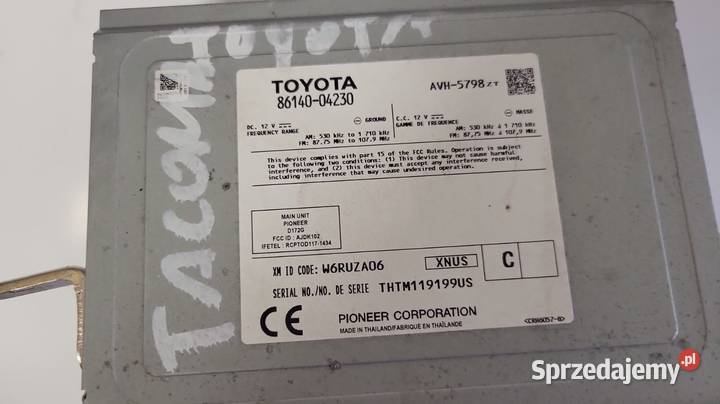 TOYOTA
TACOMA
TOYOTA
86140-04230
AVH-5798ZT
DC. 12 V
GROUND
FREQUENCY RANGE
AM: 530 kHz to 1 710 kHz
FM: 87.75 MHz to 107.9 MHz
C.C. 12 V
MASSE
GAMME DE FREQUENCE
AM: 530 kHz à 1 710 kHz
FM: 87,75 MHz à 107,9 MHz
This device complies with part 15 of the FCC Rules. Operation is subject
to the following two conditions: (1) This device may not cause harmful
interference, and (2) this device must accept any interference received,
including interference that may cause undesired operation.
MAIN UNIT
PIONEER
D172G
FCC ID : AJDK102
IFETEL : RCPTOD117-1434
XM ID CODE: W6RUZA06
XNUS
C
SERIAL NO./NO. DE SERIE THTM119199US
CE
PIONEER CORPORATION
MADE IN THAILAND/FABRIQUE EN THAÏLANDE
<CRW6057-B>
Sprzedajemy.pl